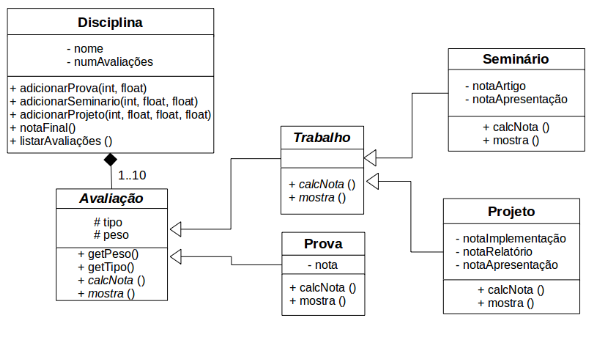 Disciplina
- nome
- numAvaliações
+ adicionarProva(int, float)
+ adicionarSeminario(int, float, float)
+ adicionarProjeto(int, float, float, float)
+ notaFinal()
+ listarAvaliações ()
1..10
Avaliação
# tipo
# peso
+ getPeso()
+ getTipo()
+ calcNota ()
+ mostra ()
Trabalho
+ calcNota ()
+ mostra ()
Prova
- nota
+ calcNota ()
+ mostra ()
Seminário
- notaArtigo
- notaApresentação
+ calcNota ()
+ mostra ()
Projeto
- notaImplementação
- notaRelatório
- notaApresentação
+ calcNota ()
+ mostra ()